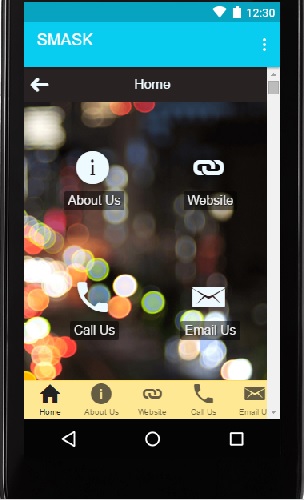 12:30
SMASK
Home
About Us Website
Call Us Email Us
Home About Us Website Call Us Email U